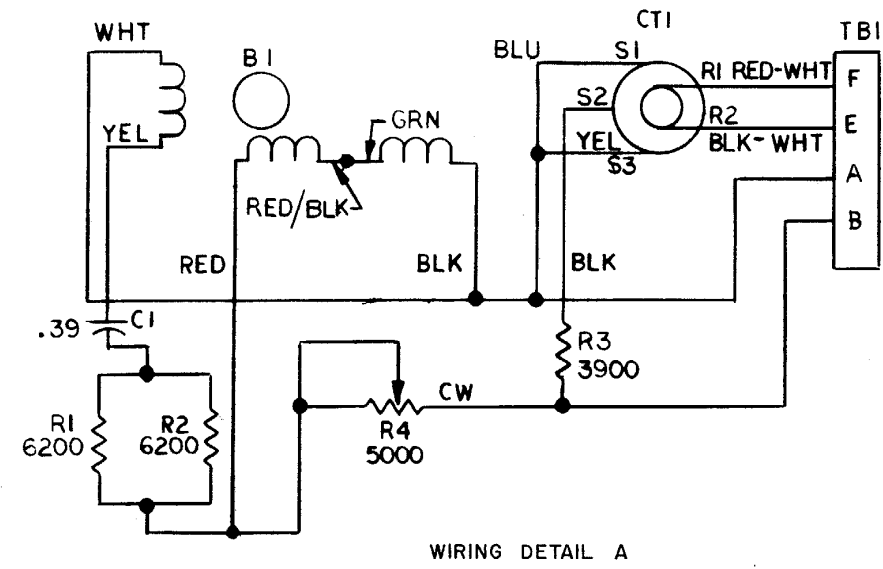 WHT
B1
CT1
TB1
BLU
S1
R1 RED-WHT
F
S2
GRN
R2
E
YEL
YEL
BLK-WHT
S3
A
RED/BLK
B
RED
BLK
BLK
.39
C1
R3
3900
CW
R1
6200
R2
6200
R4
5000
WIRING DETAIL A